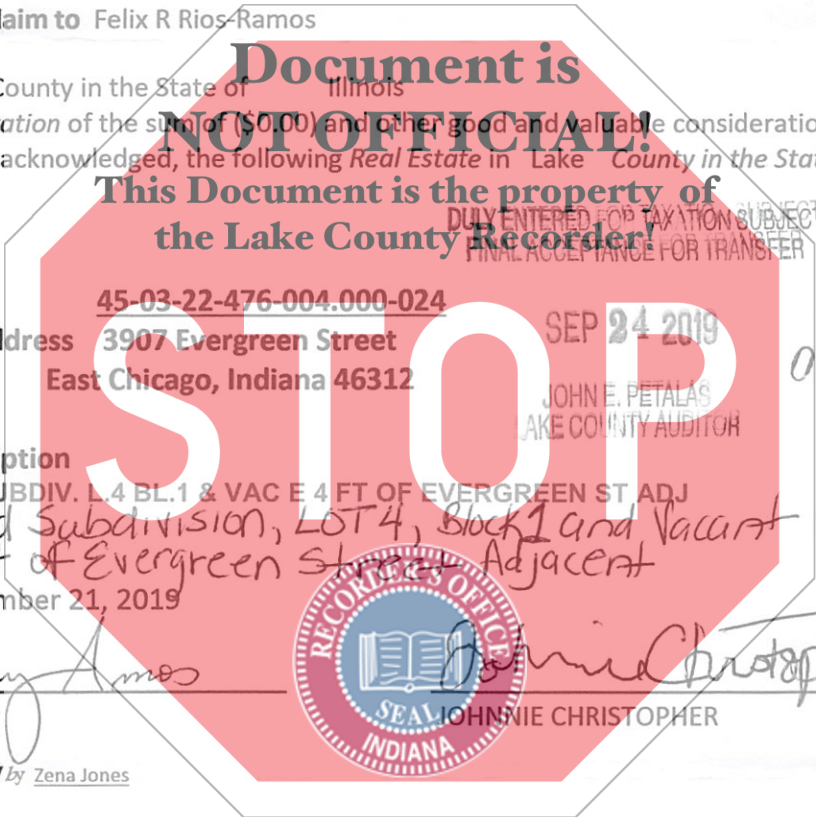 aim to Felix R Rios-Ramos
Document is
County in the State of Illinois
NOT OFFICIAL!
ation of the sum of ($0.00) and other good and valuable consideratio
acknowledged, the following Real Estate in Lake County in the Stat
This Document is the property of
the Lake County Recorder!
DULY ENTERED FOR TAXATION SUBJECT
FINAL ACCEPTANCE FOR TRANSFER
45-03-22-476-004.000-024
SEP 24 2019
dress 3907 Evergreen Street
East Chicago, Indiana 46312
STOP
JOHN E. PETALAS
LAKE COUNTY AUDITOR
ption
UBDIV. L.4 BL.1 & VAC E 4 FT OF EVERGREEN ST ADJ
d Subdivision, LOT 4, Block 1 and Vacant
of Evergreen Street Adjacent
mber 21, 2019
RECORDER'S OFFICE
SEAL
INDIANA
y Amos
Johnnie Christop
JOHNNIE CHRISTOPHER
by Zena Jones